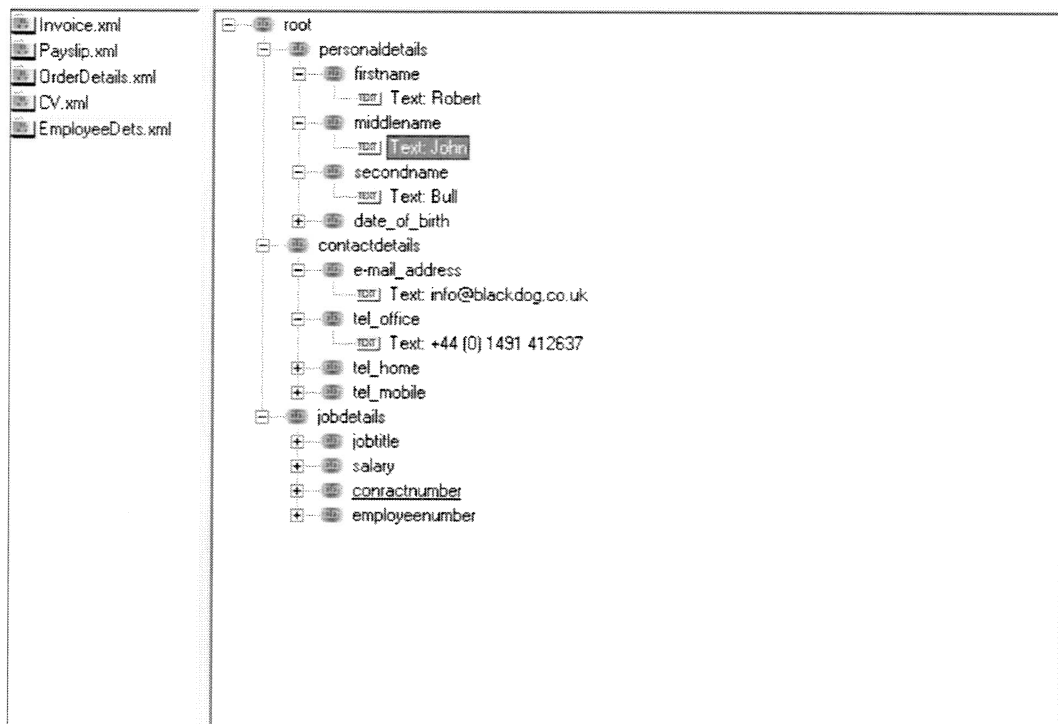 Invoice.xml
Payslip.xml
OrderDetails.xml
CV.xml
EmployeeDets.xml
root
personaldetails
firstname
Text: Robert
middlename
Text: John
secondname
Text: Bull
date_of_birth
contactdetails
e-mail_address
Text: info@blackdog.co.uk
tel_office
Text: +44 (0) 1491 412637
tel_home
tel_mobile
jobdetails
jobtitle
salary
conractnumber
employeenumber